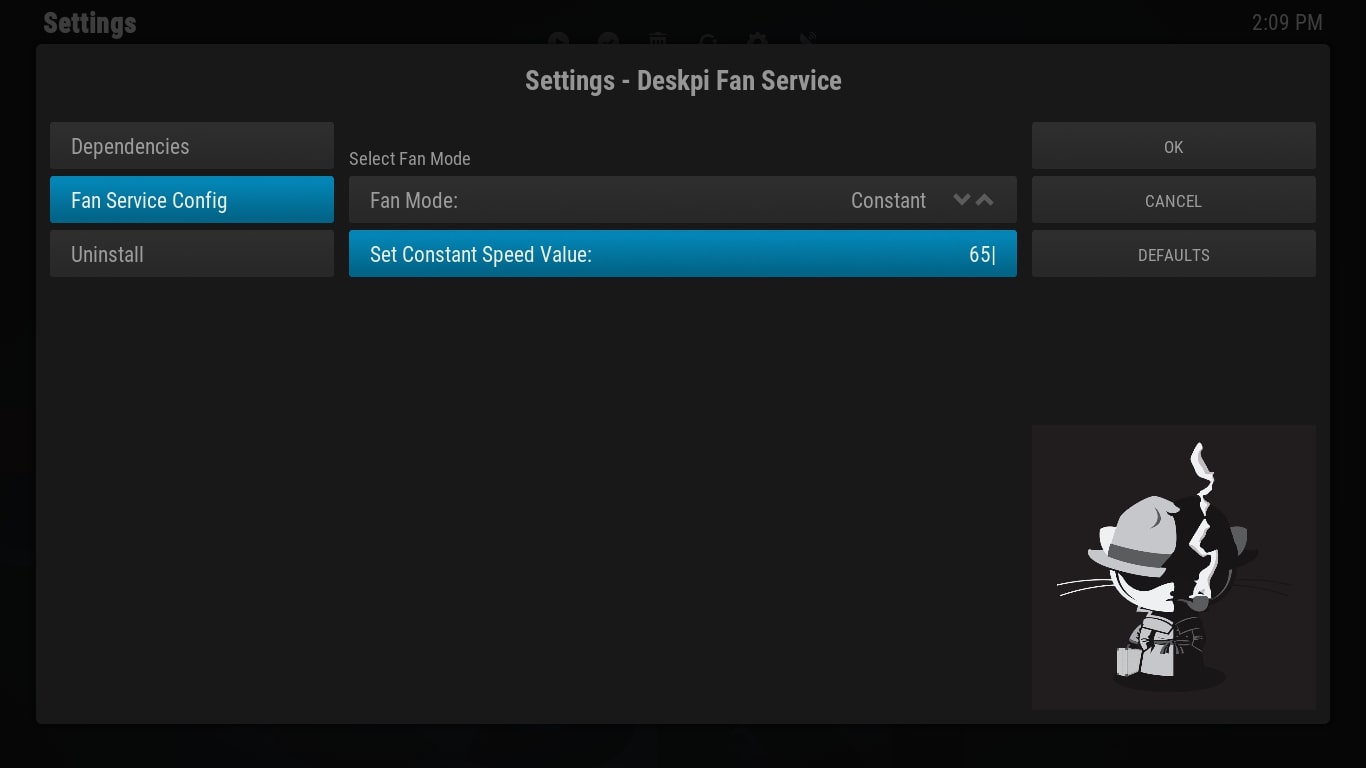 Settings
2:09 PM
Settings - Deskpi Fan Service
Dependencies
Fan Service Config
Uninstall
Select Fan Mode
Fan Mode: Constant
Set Constant Speed Value: 65|
OK
CANCEL
DEFAULTS